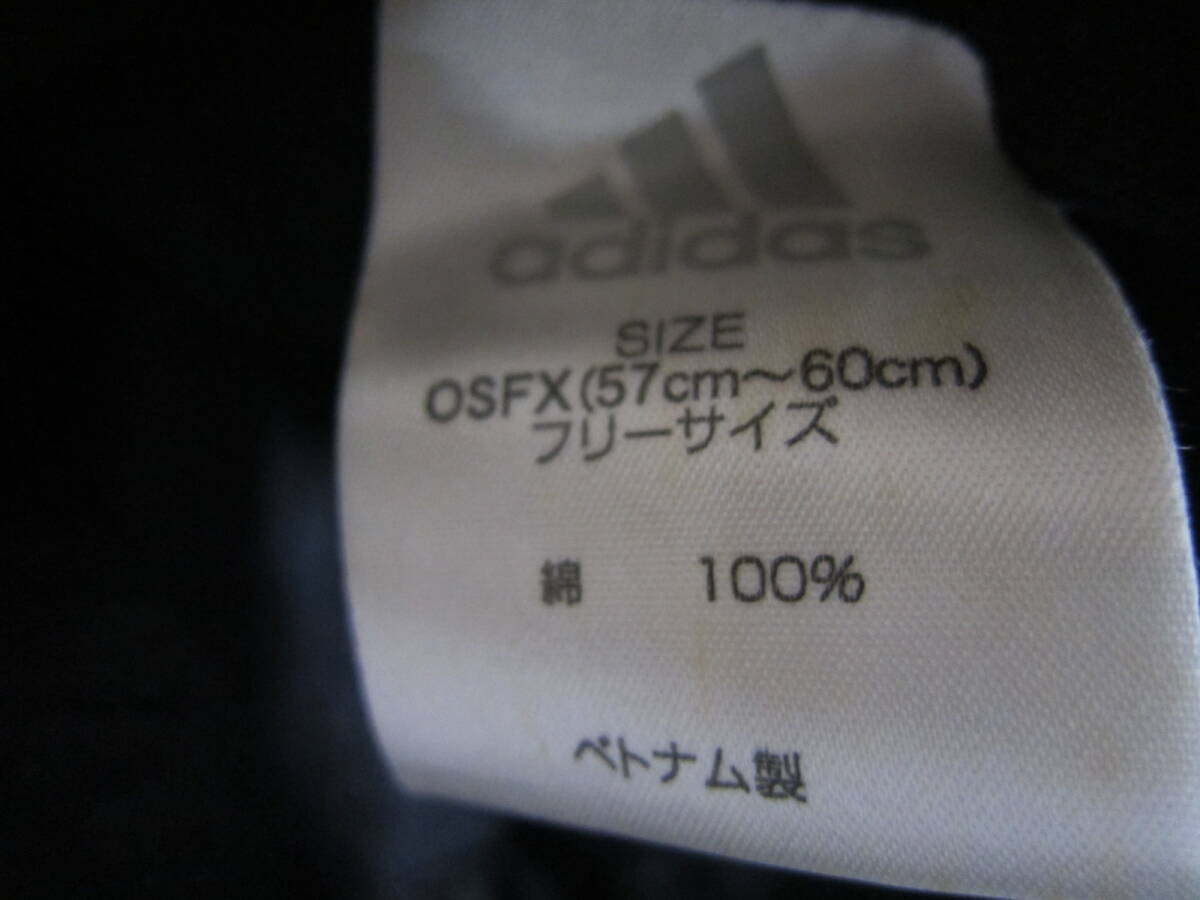 adidas
SIZE
OSFX(57cm～60cm)
フリーサイズ
綿 100%
ベトナム製